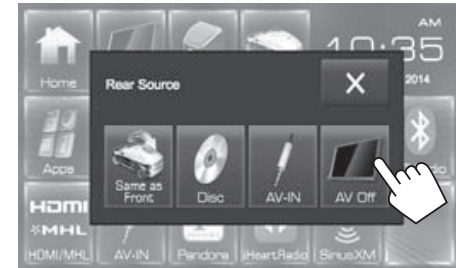 AM
10:35
Home
2014
Rear Source
X
Apps
Same as
Front
Disc
AV-IN
AV Off
HDMI
MHL
HDMI/MHL
AV-IN
Pandora
iHeartRadio
SiriusXM